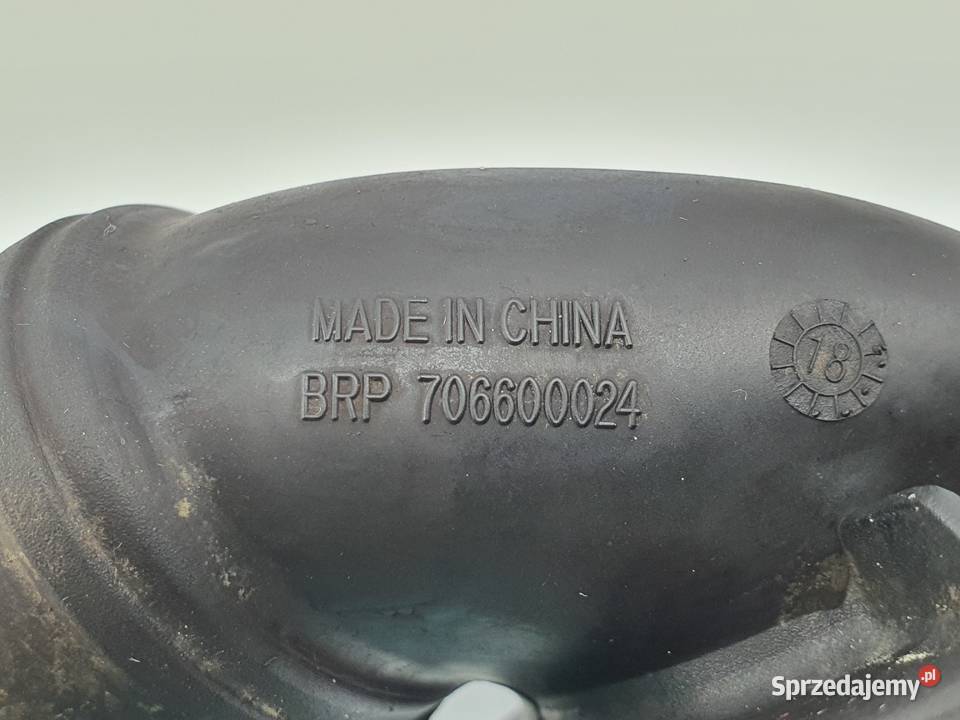 MADE IN CHINA
BRP 706600024
18
Sprzedajemy.pl